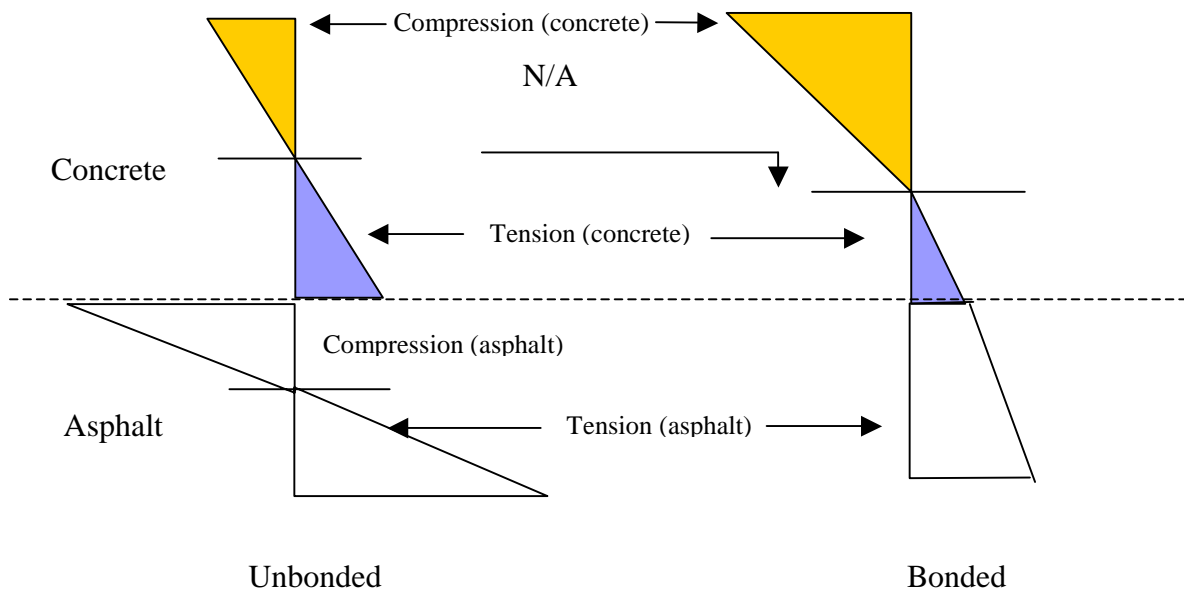 Compression (concrete)
N/A
Concrete
Tension (concrete)
Compression (asphalt)
Asphalt
Tension (asphalt)
Unbonded
Bonded